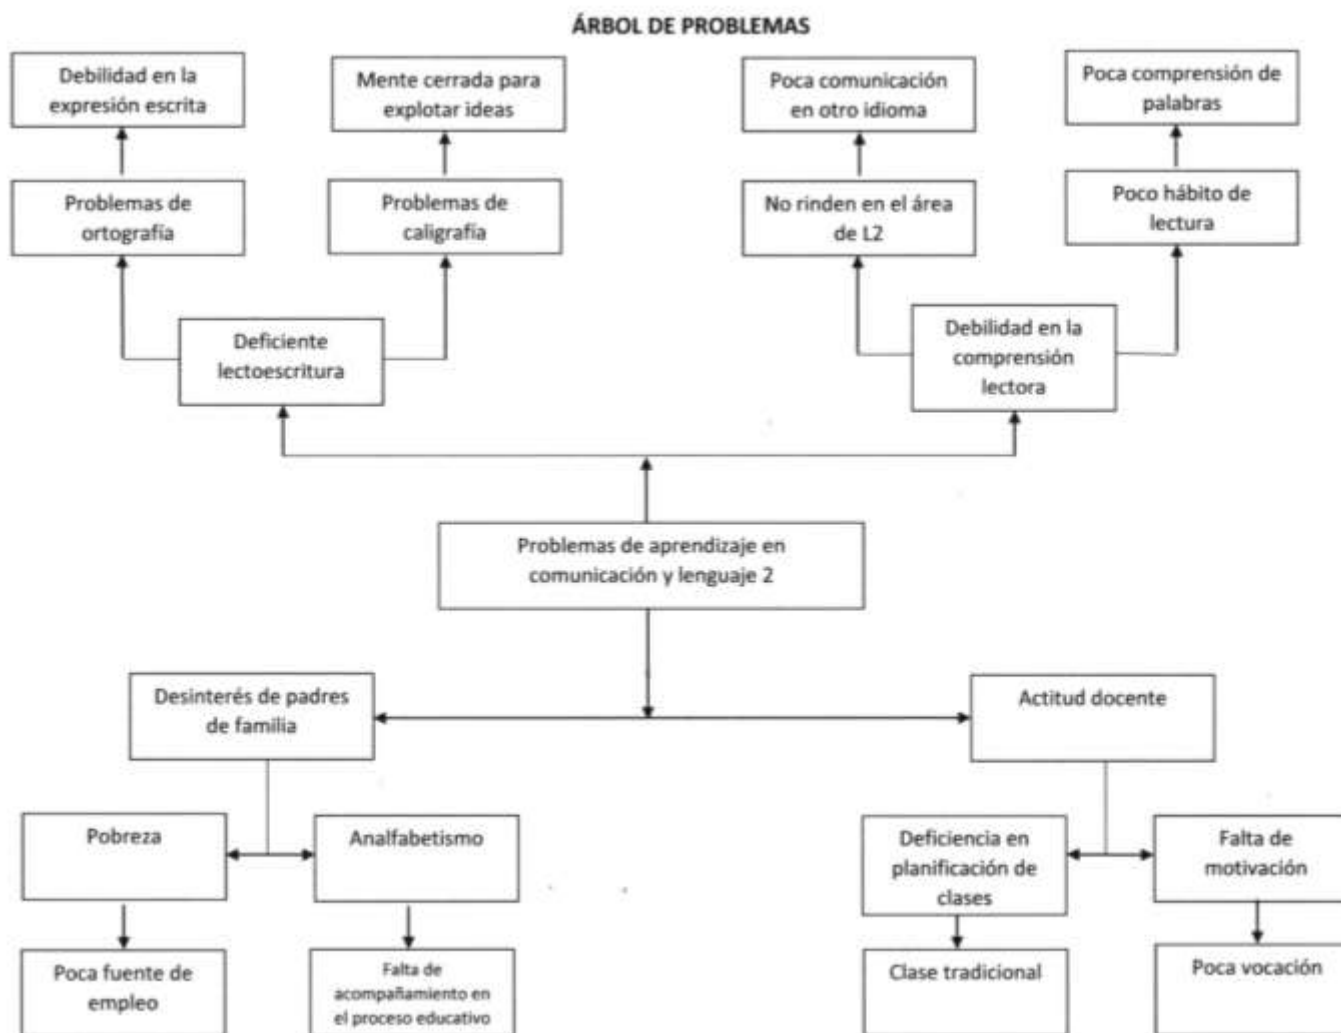 ÁRBOL DE PROBLEMAS
Debilidad en la
expresión escrita
Mente cerrada para
explotar ideas
Poca comunicación
en otro idioma
Poca comprensión de
palabras
Problemas de
ortografía
Problemas de
caligrafía
No rinden en el área
de L2
Poco hábito de
lectura
Deficiente
lectoescritura
Debilidad en la
comprensión
lectora
Problemas de aprendizaje en
comunicación y lenguaje 2
Desinterés de padres
de familia
Actitud docente
Pobreza
Analfabetismo
Deficiencia en
planificación de
clases
Falta de
motivación
Poca fuente de
empleo
Falta de
acompañamiento en
el proceso educativo
Clase tradicional
Poca vocación